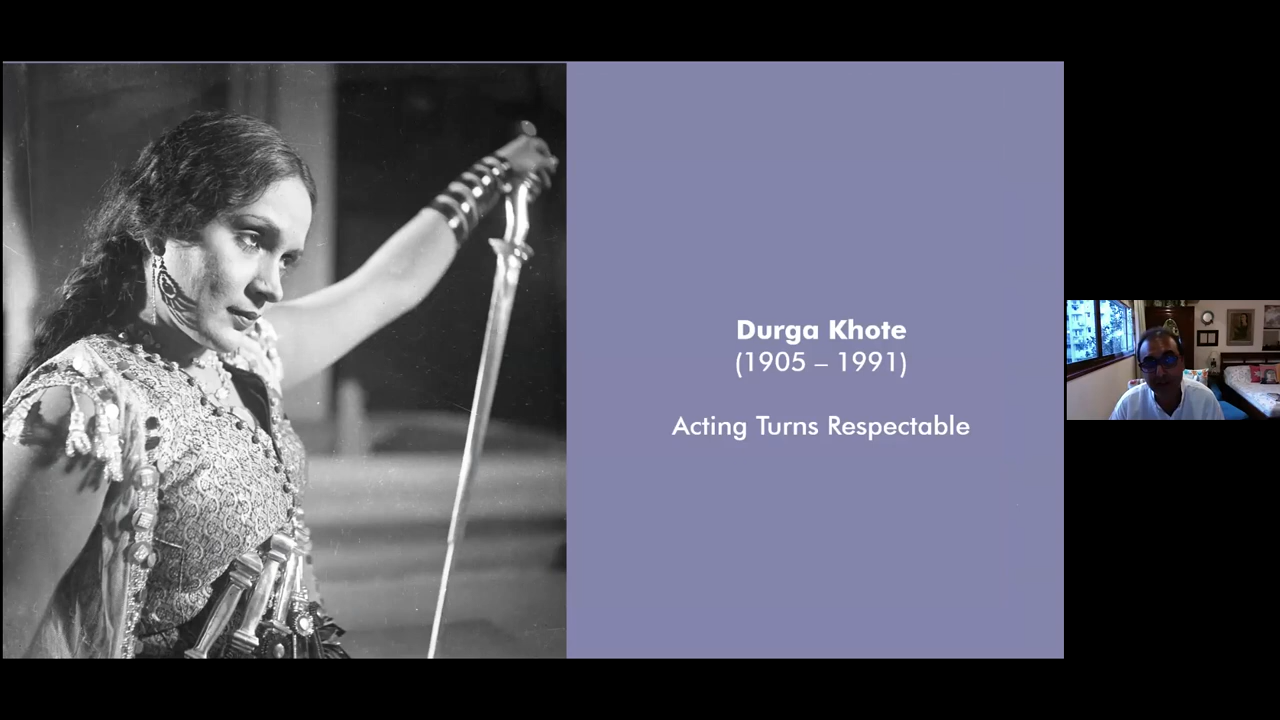 Durga Khote
(1905 – 1991)
Acting Turns Respectable